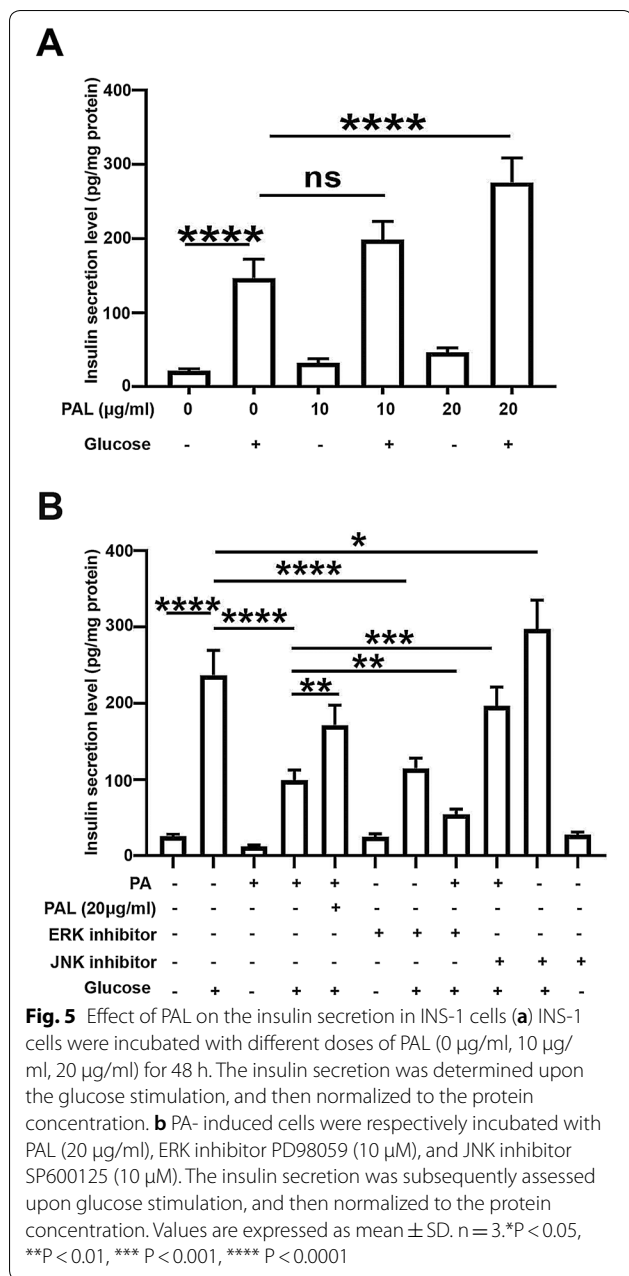 A
Insulin secretion level (pg/mg protein)
400
300
200
100
0
****
ns
****
PAL (µg/ml) 0 0 10 10 20 20
Glucose - + - + - +
B
Insulin secretion level (pg/mg protein)
400
300
200
100
0
*
****
**** ****
***
**
**
PA - - + + + - - + + - -
PAL (20µg/ml) - - - - + - - - - - -
ERK inhibitor - - - - - + + + - - -
JNK inhibitor - - - - - - - - + + +
Glucose - + - + + - + + + + -
Fig. 5 Effect of PAL on the insulin secretion in INS-1 cells (a) INS-1
cells were incubated with different doses of PAL (0 µg/ml, 10 µg/
ml, 20 µg/ml) for 48 h. The insulin secretion was determined upon
the glucose stimulation, and then normalized to the protein
concentration. b PA- induced cells were respectively incubated with
PAL (20 µg/ml), ERK inhibitor PD98059 (10 µM), and JNK inhibitor
SP600125 (10 µM). The insulin secretion was subsequently assessed
upon glucose stimulation, and then normalized to the protein
concentration. Values are expressed as mean ± SD. n = 3.*P < 0.05,
**P < 0.01, *** P < 0.001, **** P < 0.0001